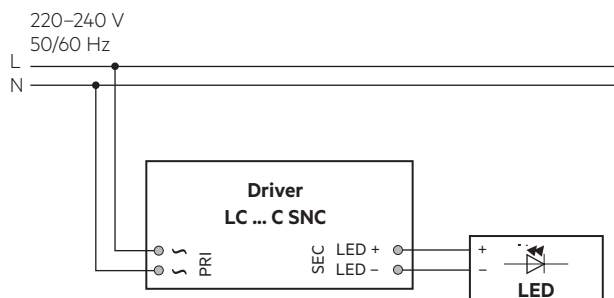 220–240 V
50/60 Hz
L
N
Driver
LC ... C SNC
~ PRI SEC LED +
~ LED –
+
–
LED